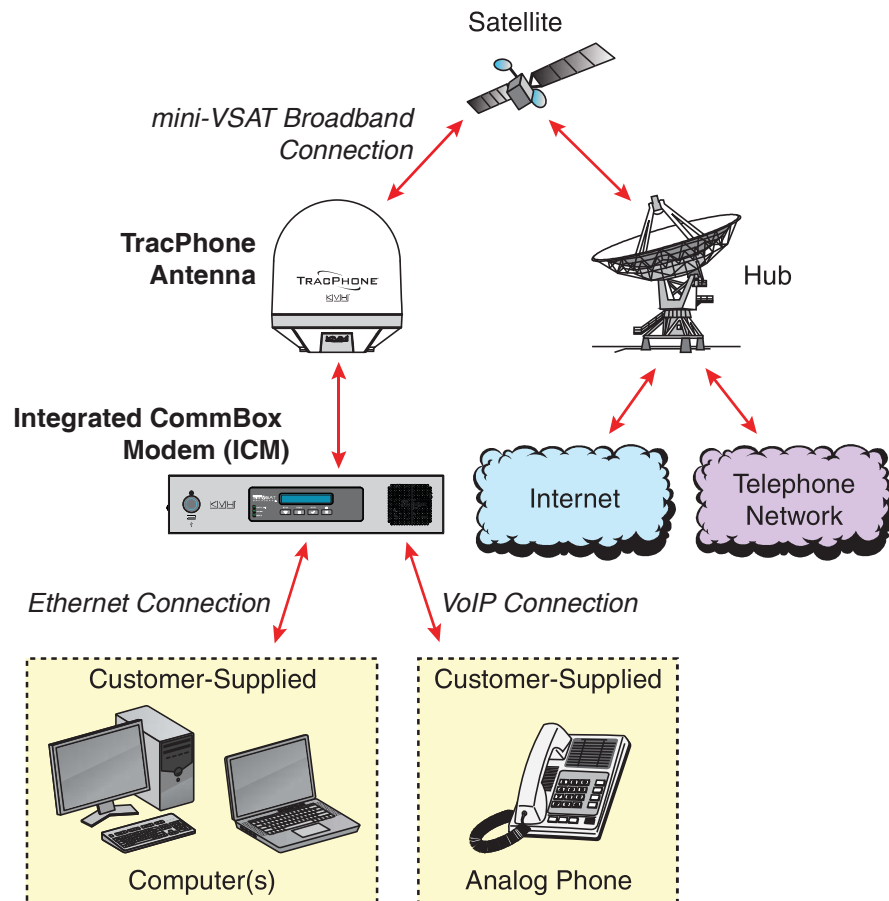 Satellite
mini-VSAT Broadband
Connection
TracPhone
Antenna
TRACPHONE
KVH
Hub
Integrated CommBox
Modem (ICM)
KVH
Internet
Telephone
Network
Ethernet Connection
VoIP Connection
Customer-Supplied
Customer-Supplied
Computer(s)
Analog Phone